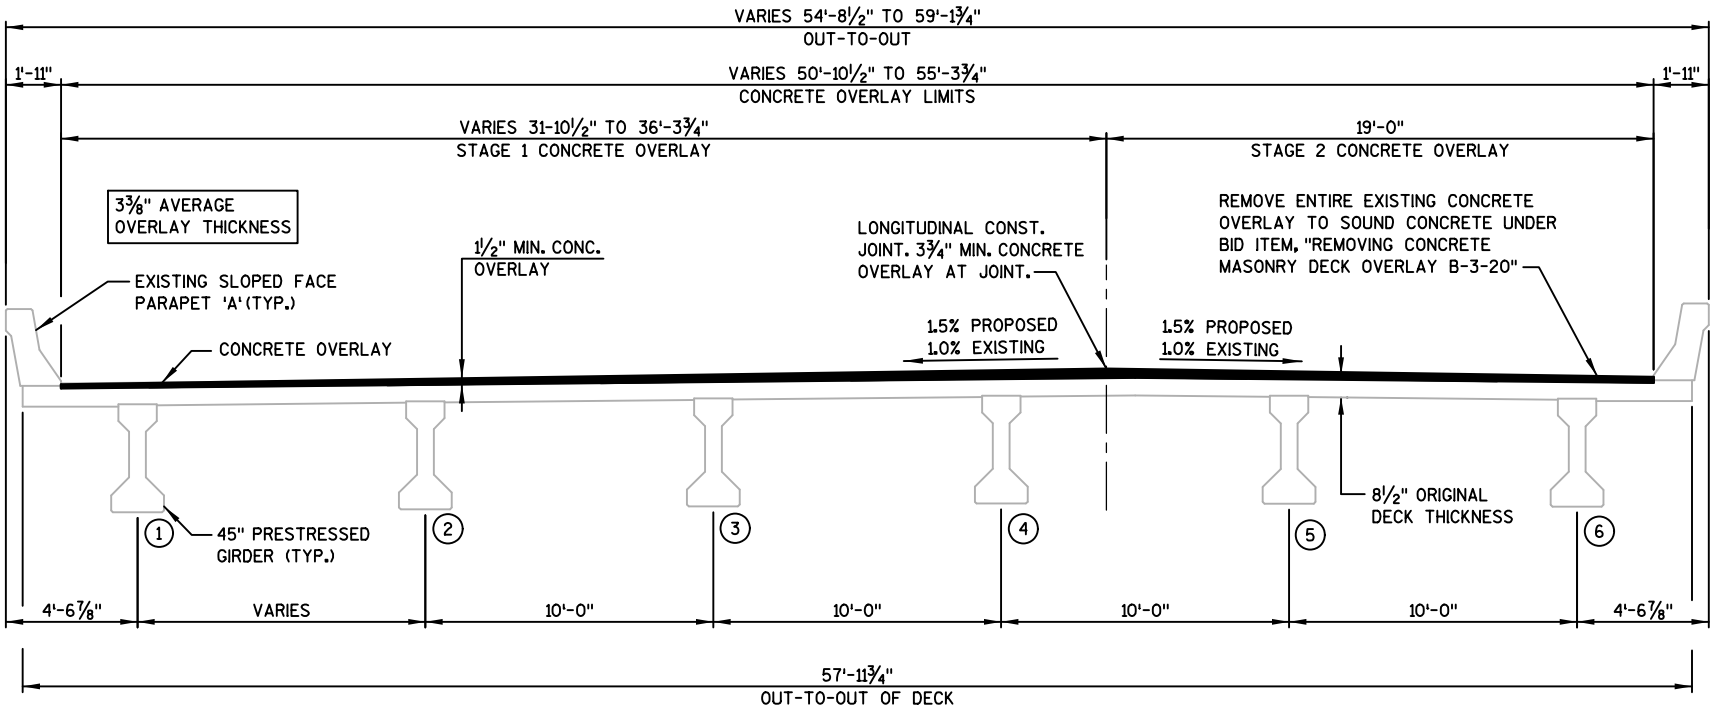 VARIES 54'-8½" TO 59'-1¾"
OUT-TO-OUT
1'-11"
VARIES 50'-10½" TO 55'-3¾"
CONCRETE OVERLAY LIMITS
1'-11"
VARIES 31-10½" TO 36'-3¾"
STAGE 1 CONCRETE OVERLAY
19'-0"
STAGE 2 CONCRETE OVERLAY
3⅜" AVERAGE
OVERLAY THICKNESS
1½" MIN. CONC.
OVERLAY
LONGITUDINAL CONST.
JOINT. 3¾" MIN. CONCRETE
OVERLAY AT JOINT.
REMOVE ENTIRE EXISTING CONCRETE
OVERLAY TO SOUND CONCRETE UNDER
BID ITEM, "REMOVING CONCRETE
MASONRY DECK OVERLAY B-3-20"
EXISTING SLOPED FACE
PARAPET 'A' (TYP.)
CONCRETE OVERLAY
1.5% PROPOSED
1.0% EXISTING
1.5% PROPOSED
1.0% EXISTING
8½" ORIGINAL
DECK THICKNESS
45" PRESTRESSED
GIRDER (TYP.)
1
2
3
4
5
6
4'-6⅞"
VARIES
10'-0"
10'-0"
10'-0"
10'-0"
4'-6⅞"
57'-11¾"
OUT-TO-OUT OF DECK